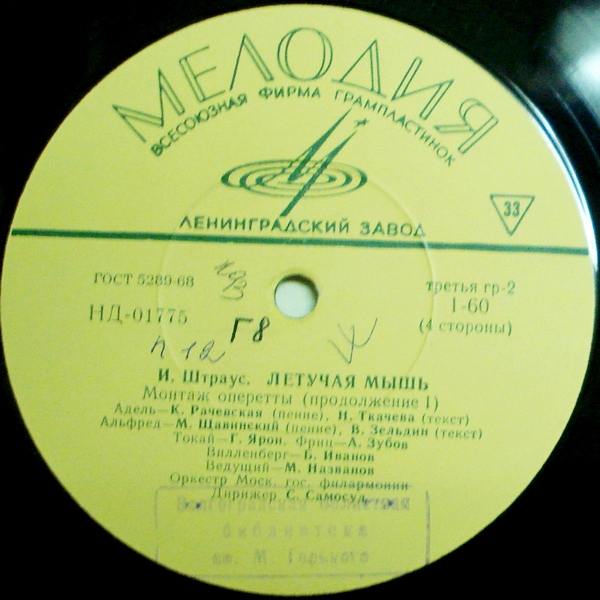 МЕЛОДИЯ
ВСЕСОЮЗНАЯ ФИРМА ГРАМПЛАСТИНОК
ЛЕНИНГРАДСКИЙ ЗАВОД
33
ГОСТ 5289-68
третья гр-2
НД-01775
1-60
(4 стороны)
Г8
И. Штраус. ЛЕТУЧАЯ МЫШЬ
Монтаж оперетты (продолжение 1)
Адель—К. Рачевская (пение), Н. Ткачева (текст)
Альфред—М. Щавинский (пение), В. Зельдин (текст)
Токай—Г. Ярон, Фриц—А. Зубов
Вилленберг—Б. Иванов
Ведущий—М. Названов
Оркестр Моск. гос. филармонии
Дирижер С. Самосуд
библиотека
им. М. Горького